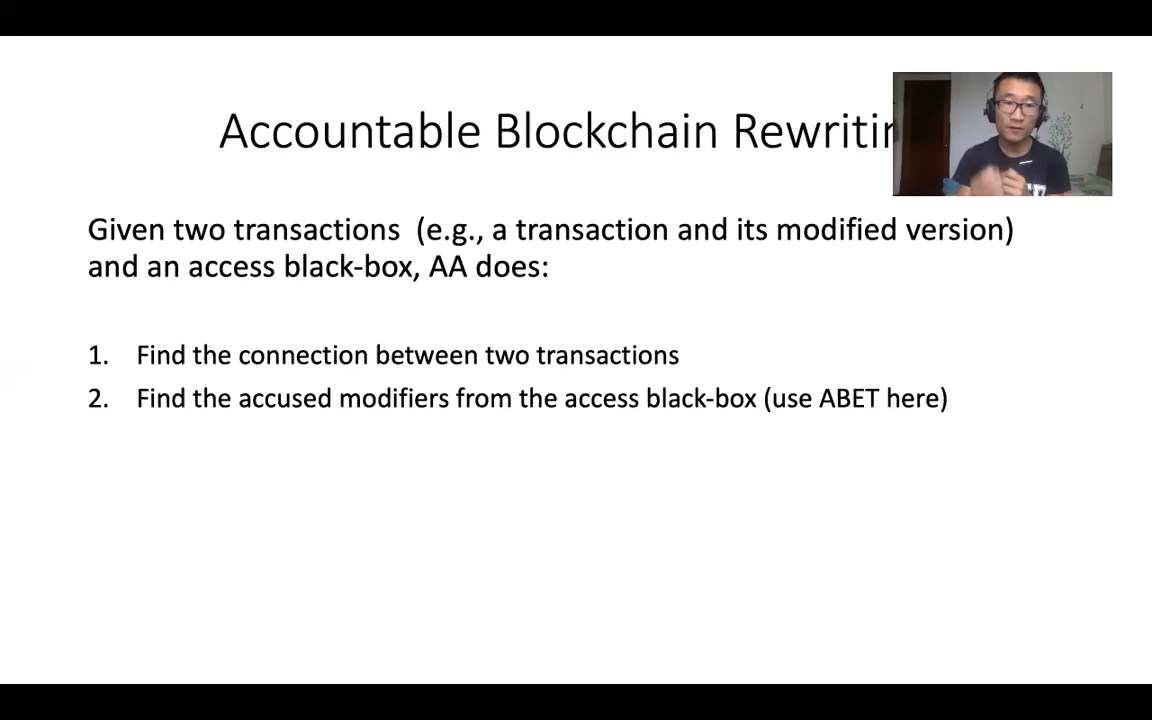 Accountable Blockchain
Given two transactions (e.g., a transaction and its modified version)
and an access black-box, AA does:
1. Find the connection between two transactions
2. Find the accused modifiers from the access black-box (use ABET here)